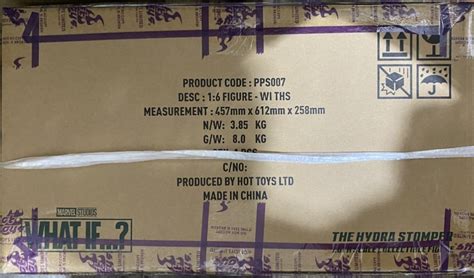 PRODUCT CODE : PPS007
DESC : 1:6 FIGURE - WI THS
MEASUREMENT : 457mm x 612mm x 258mm
N/W: 3.85 KG
G/W: 8.0 KG
C/NO:
PRODUCED BY HOT TOYS LTD
MADE IN CHINA
MARVEL STUDIOS
WHAT IF...?
THE HYDRA STOMPER